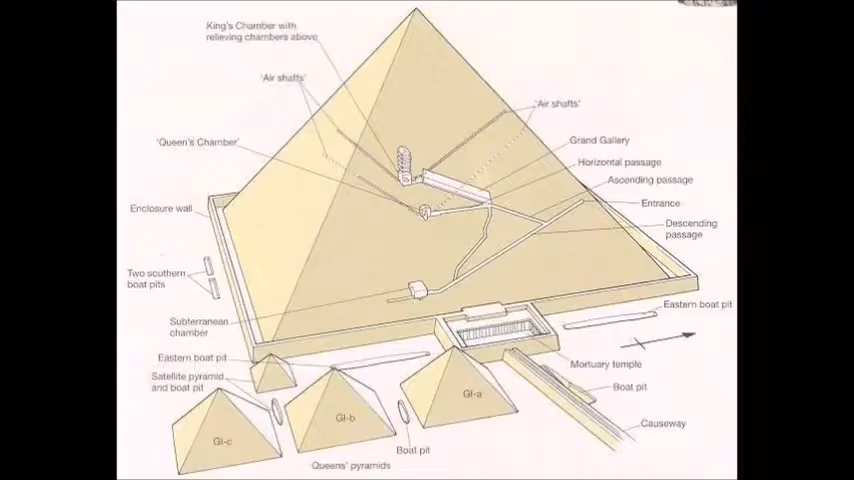 King's Chamber with
relieving chambers above
'Air shafts'
'Air shafts'
'Queen's Chamber'
Grand Gallery
Horizontal passage
Ascending passage
Entrance
Enclosure wall
Descending
passage
Two southern
boat pits
Subterranean
chamber
Eastern boat pit
Eastern boat pit
Mortuary temple
Satellite pyramid
and boat pit
Boat pit
GI-a
GI-b
GI-c
Causeway
Boat pit
Queens' pyramids